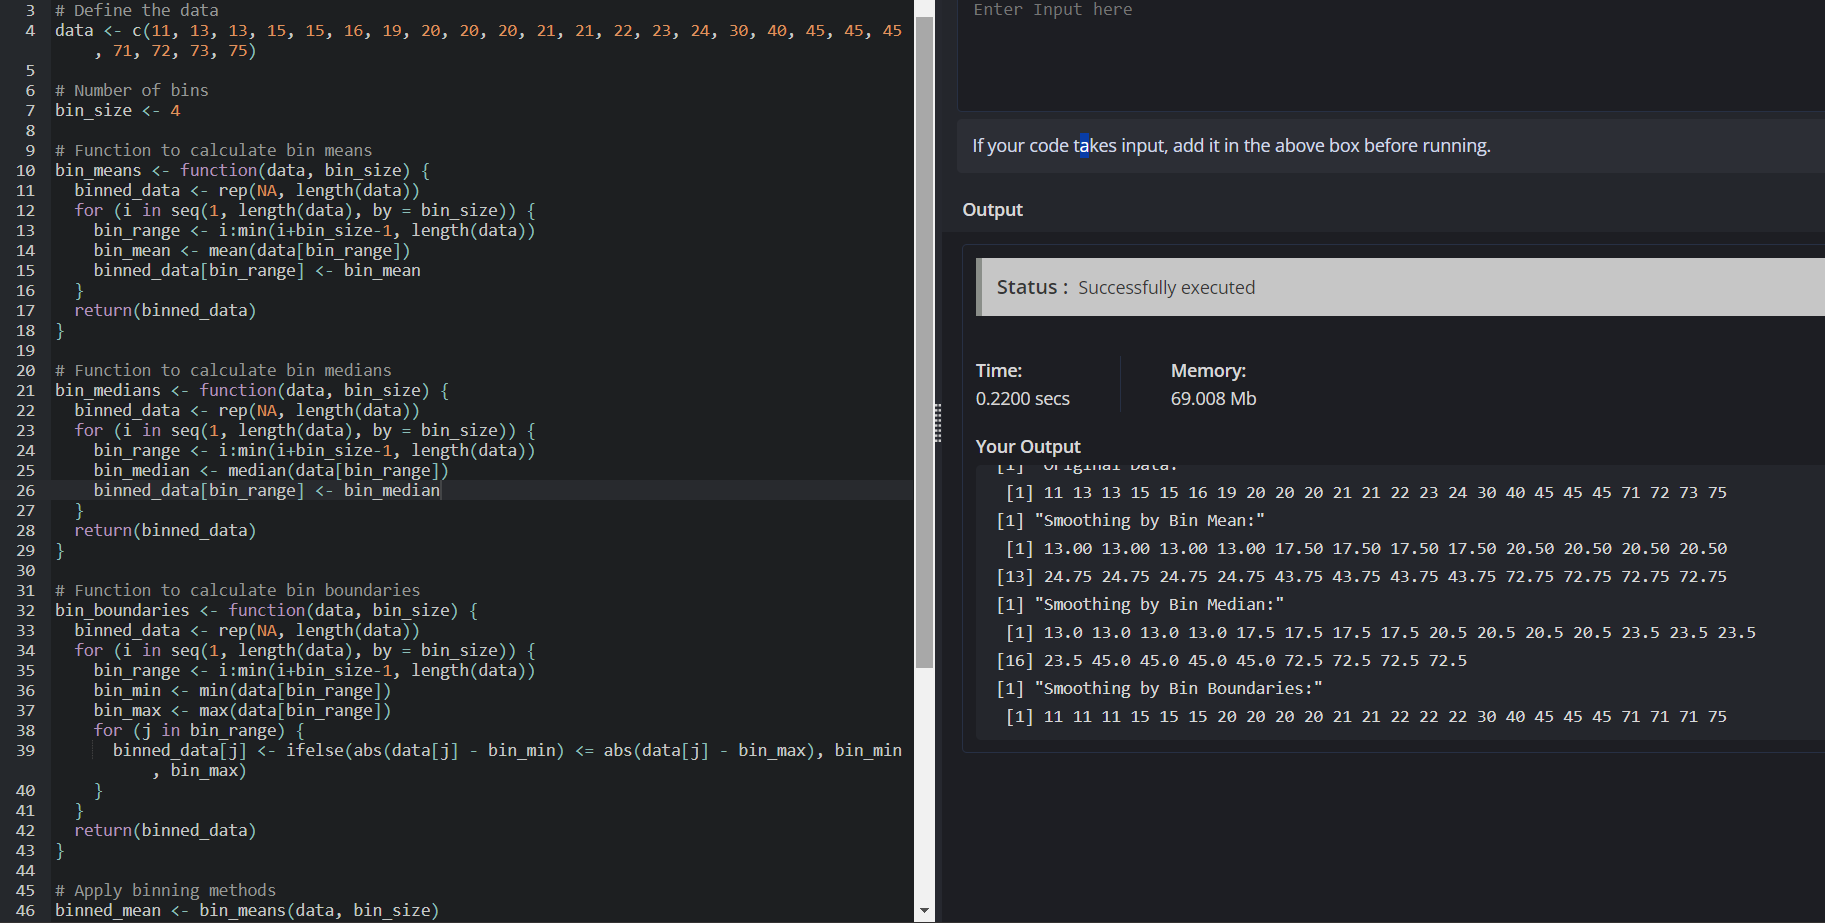 3 # Define the data
4 data <- c(11, 13, 13, 15, 15, 16, 19, 20, 20, 20, 21, 21, 22, 23, 24, 30, 40, 45, 45, 45
, 71, 72, 73, 75)
5
6 # Number of bins
7 bin_size <- 4
8
9 # Function to calculate bin means
10 bin_means <- function(data, bin_size) {
11   binned_data <- rep(NA, length(data))
12   for (i in seq(1, length(data), by = bin_size)) {
13     bin_range <- i:min(i+bin_size-1, length(data))
14     bin_mean <- mean(data[bin_range])
15     binned_data[bin_range] <- bin_mean
16   }
17   return(binned_data)
18 }
19
20 # Function to calculate bin medians
21 bin_medians <- function(data, bin_size) {
22   binned_data <- rep(NA, length(data))
23   for (i in seq(1, length(data), by = bin_size)) {
24     bin_range <- i:min(i+bin_size-1, length(data))
25     bin_median <- median(data[bin_range])
26     binned_data[bin_range] <- bin_median
27   }
28   return(binned_data)
29 }
30
31 # Function to calculate bin boundaries
32 bin_boundaries <- function(data, bin_size) {
33   binned_data <- rep(NA, length(data))
34   for (i in seq(1, length(data), by = bin_size)) {
35     bin_range <- i:min(i+bin_size-1, length(data))
36     bin_min <- min(data[bin_range])
37     bin_max <- max(data[bin_range])
38     for (j in bin_range) {
39       binned_data[j] <- ifelse(abs(data[j] - bin_min) <= abs(data[j] - bin_max), bin_min
, bin_max)
40     }
41   }
42   return(binned_data)
43 }
44
45 # Apply binning methods
46 binned_mean <- bin_means(data, bin_size)
Enter Input here
If your code takes input, add it in the above box before running.
Output
Status : Successfully executed
Time:
0.2200 secs
Memory:
69.008 Mb
Your Output
[1] "Original Data:"
[1] 11 13 13 15 15 16 19 20 20 20 21 21 22 23 24 30 40 45 45 45 71 72 73 75
[1] "Smoothing by Bin Mean:"
[1] 13.00 13.00 13.00 13.00 17.50 17.50 17.50 17.50 20.50 20.50 20.50 20.50
[13] 24.75 24.75 24.75 24.75 43.75 43.75 43.75 43.75 72.75 72.75 72.75 72.75
[1] "Smoothing by Bin Median:"
[1] 13.0 13.0 13.0 13.0 17.5 17.5 17.5 17.5 20.5 20.5 20.5 20.5 23.5 23.5 23.5
[16] 23.5 45.0 45.0 45.0 45.0 72.5 72.5 72.5 72.5
[1] "Smoothing by Bin Boundaries:"
[1] 11 11 11 15 15 15 20 20 20 20 21 21 22 22 22 30 40 45 45 45 71 71 71 75